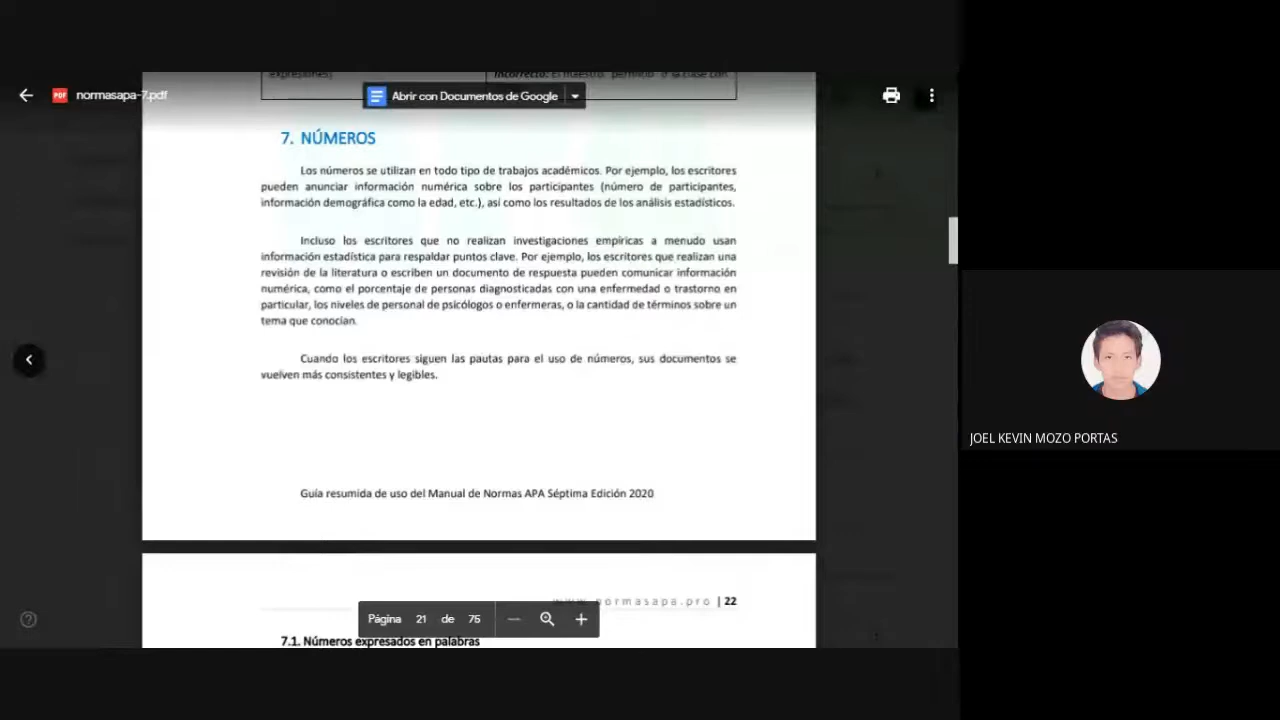 expresiones)
Incorrecto: El maestro "permitió" o la clase con
normasapa-7.pdf
Abrir con Documentos de Google
7. NÚMEROS
Los números se utilizan en todo tipo de trabajos académicos. Por ejemplo, los escritores
pueden anunciar información numérica sobre los participantes (número de participantes,
información demográfica como la edad, etc.), así como los resultados de los análisis estadísticos.
Incluso los escritores que no realizan investigaciones empíricas a menudo usan
información estadística para respaldar puntos clave. Por ejemplo, los escritores que realizan una
revisión de la literatura o escriben un documento de respuesta pueden comunicar información
numérica, como el porcentaje de personas diagnosticadas con una enfermedad o trastorno en
particular, los niveles de personal de psicólogos o enfermeras, o la cantidad de términos sobre un
tema que conocían.
Cuando los escritores siguen las pautas para el uso de números, sus documentos se
vuelven más consistentes y legibles.
JOEL KEVIN MOZO PORTAS
Guía resumida de uso del Manual de Normas APA Séptima Edición 2020
www.normasapa.pro | 22
Página 21 de 75
7.1. Números expresados en palabras